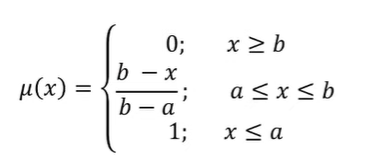 0; x ≥ b
μ(x) = { b − x / b − a ; a ≤ x ≤ b
1; x ≤ a